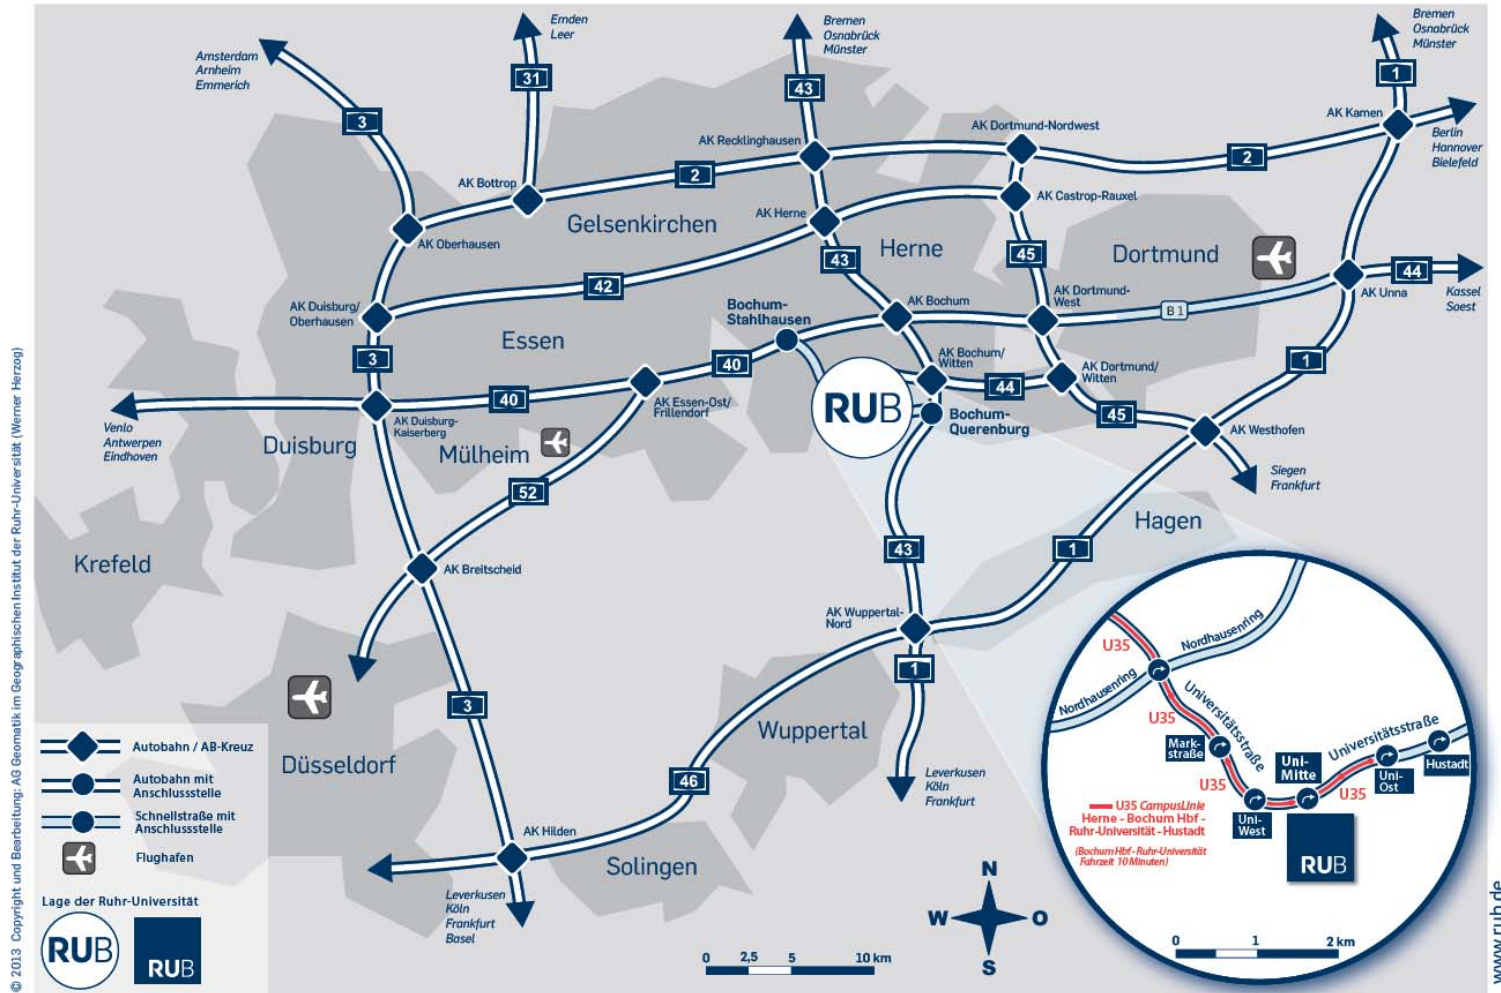 Emden
Leer
Bremen
Osnabrück
Münster
Bremen
Osnabrück
Münster
Amsterdam
Arnheim
Emmerich
31
43
1
3
AK Kamen
AK Dortmund-Nordwest
AK Recklinghausen
Berlin
Hannover
Bielefeld
2
2
AK Bottrop
AK Castrop-Rauxel
AK Herne
Gelsenkirchen
AK Oberhausen
Herne
Dortmund
43
45
44
42
AK Unna
Kassel
Soest
AK Duisburg/
Oberhausen
Bochum-
Stahlhausen
AK Bochum
AK Dortmund-
West
B 1
Essen
3
40
AK Bochum/
Witten
1
AK Dortmund/
Witten
44
40
RUB
AK Essen-Ost/
Frillendorf
Bochum-
Querenburg
45
AK Westhofen
Venlo
Antwerpen
Eindhoven
AK Duisburg-
Kaiserberg
Duisburg
Mülheim
Siegen
Frankfurt
52
Hagen
43
1
Krefeld
AK Breitscheid
AK Wuppertal-
Nord
1
3
Wuppertal
Düsseldorf
46
Leverkusen
Köln
Frankfurt
AK Hilden
Solingen
Leverkusen
Köln
Frankfurt
Basel
Autobahn / AB-Kreuz
Autobahn mit
Anschlussstelle
Schnellstraße mit
Anschlussstelle
Flughafen
Lage der Ruhr-Universität
RUB
RUB
N
W
O
S
0 2,5 5 10 km
U35
Nordhausenring
Nordhausenring
U35
Universitätsstraße
Mark-
straße
U35
Uni-
West
Uni-
Mitte
U35
Universitätsstraße
Uni-
Ost
Hustadt
U35 CampusLinie
Herne - Bochum Hbf -
Ruhr-Universität - Hustadt
(Bochum Hbf - Ruhr-Universität
Fahrzeit 10 Minuten)
RUB
0 1 2 km
© 2013 Copyright und Bearbeitung: AG Geomatik im Geographischen Institut der Ruhr-Universität (Werner Herzog)
www.rub.de